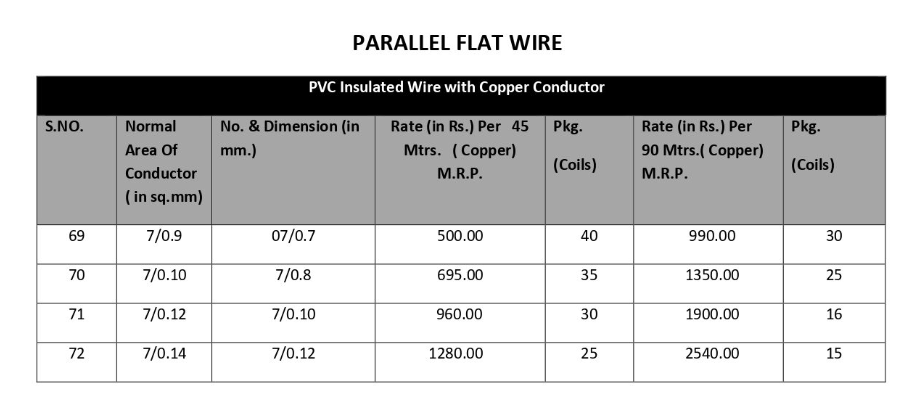 PARALLEL FLAT WIRE
PVC Insulated Wire with Copper Conductor
S.NO. Normal Area Of Conductor ( in sq.mm) No. & Dimension (in mm.) Rate (in Rs.) Per 45 Mtrs. ( Copper) M.R.P. Pkg. (Coils) Rate (in Rs.) Per 90 Mtrs.( Copper) M.R.P. Pkg. (Coils)
69 7/0.9 07/0.7 500.00 40 990.00 30
70 7/0.10 7/0.8 695.00 35 1350.00 25
71 7/0.12 7/0.10 960.00 30 1900.00 16
72 7/0.14 7/0.12 1280.00 25 2540.00 15